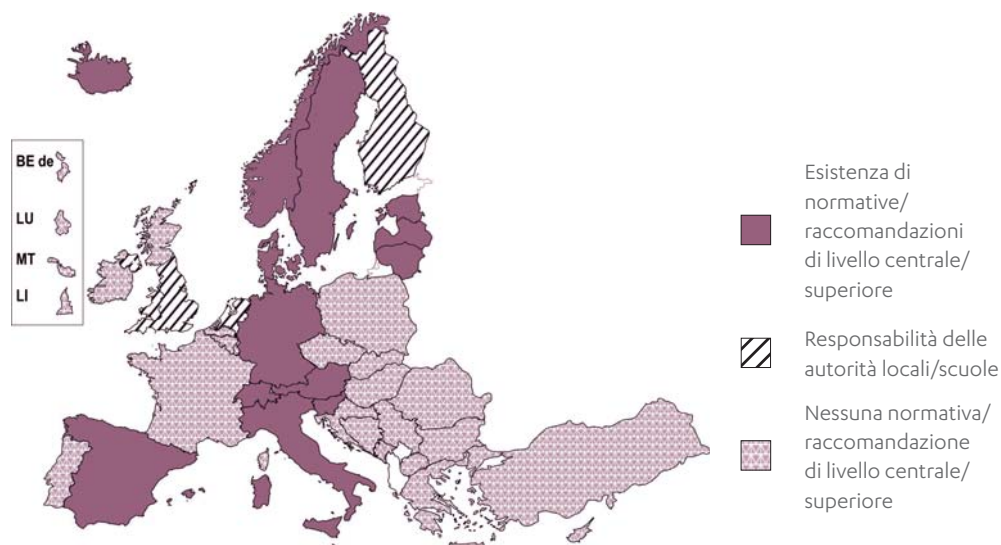 BE de
LU
MT
LI
Esistenza di
normative/
raccomandazioni
di livello centrale/
superiore
Responsabilità delle
autorità locali/scuole
Nessuna normativa/
raccomandazione
di livello centrale/
superiore